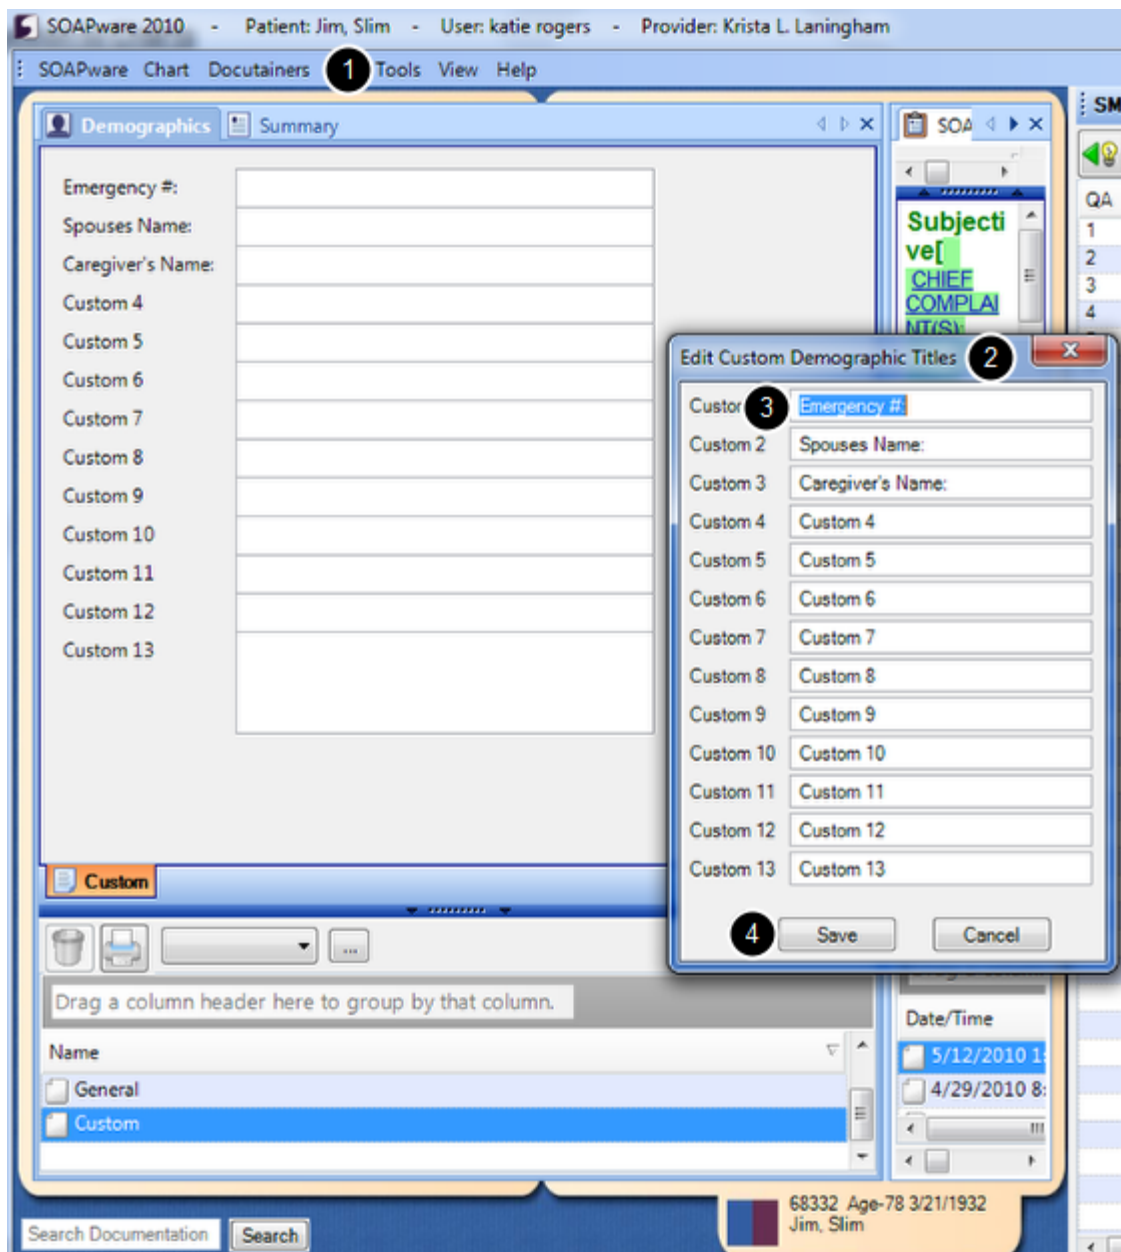 SOAPware 2010 - Patient: Jim, Slim - User: katie rogers - Provider: Krista L. Laningham
SOAPware Chart Docutainers 1 Tools View Help
Demographics Summary
SOA
SM
Emergency #:
Spouses Name:
Caregiver's Name:
Custom 4
Custom 5
Custom 6
Custom 7
Custom 8
Custom 9
Custom 10
Custom 11
Custom 12
Custom 13
Subjecti
ve[
CHIEF
COMPLAI
NT(S):
QA
1
2
3
4
Edit Custom Demographic Titles 2
Custor 3 Emergency #:
Custom 2 Spouses Name:
Custom 3 Caregiver's Name:
Custom 4 Custom 4
Custom 5 Custom 5
Custom 6 Custom 6
Custom 7 Custom 7
Custom 8 Custom 8
Custom 9 Custom 9
Custom 10 Custom 10
Custom 11 Custom 11
Custom 12 Custom 12
Custom 13 Custom 13
4 Save Cancel
Custom
...
Drag a column header here to group by that column.
Name
General
Custom
Date/Time
5/12/2010 1:
4/29/2010 8:
68332 Age-78 3/21/1932
Jim, Slim
Search Documentation Search